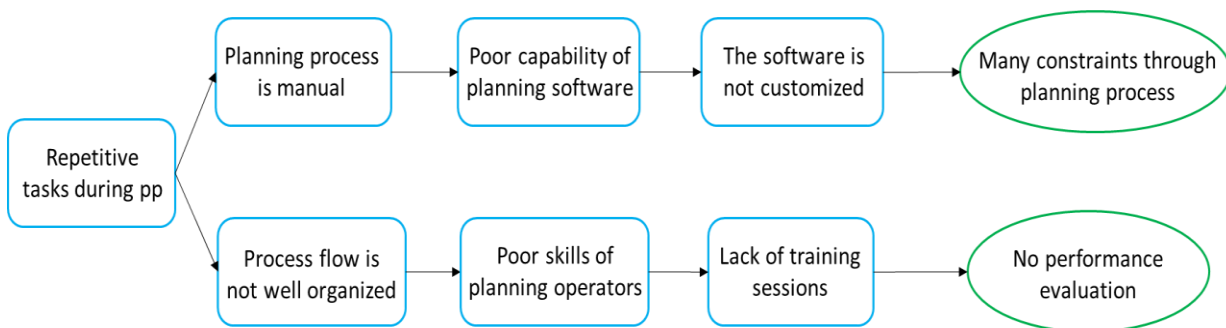 Planning process
is manual
Poor capability of
planning software
The software is
not customized
Many constraints through
planning process
Repetitive
tasks during pp
Process flow is
not well organized
Poor skills of
planning operators
Lack of training
sessions
No performance
evaluation